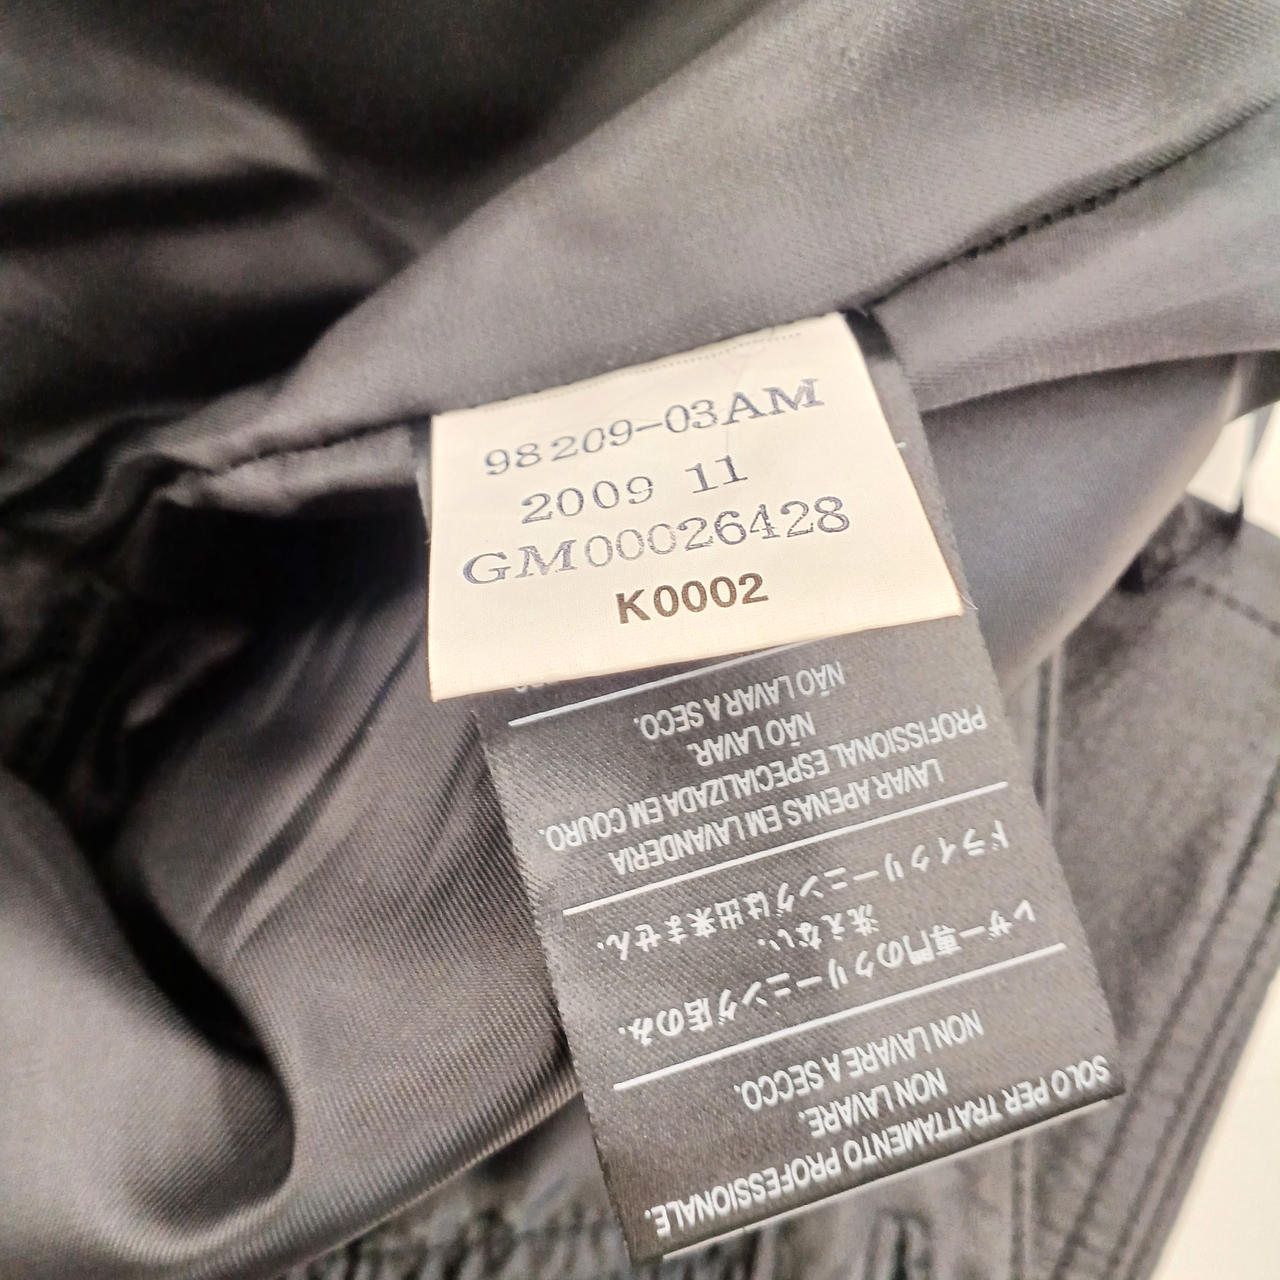 98209-03AM
2009 11
GM00026428
K0002
SOLO PER TRATTAMENTO PROFESSIONALE.
NON LAVARE.
NON LAVARE A SECCO.
レザー専門のクリーニング店のみ.
洗えない.
ドライクリーニングは出来ません.
LAVAR APENAS EM LAVANDERIA
PROFISSIONAL ESPECIALIZADA EM COURO.
NÃO LAVAR.
NÃO LAVAR A SECO.